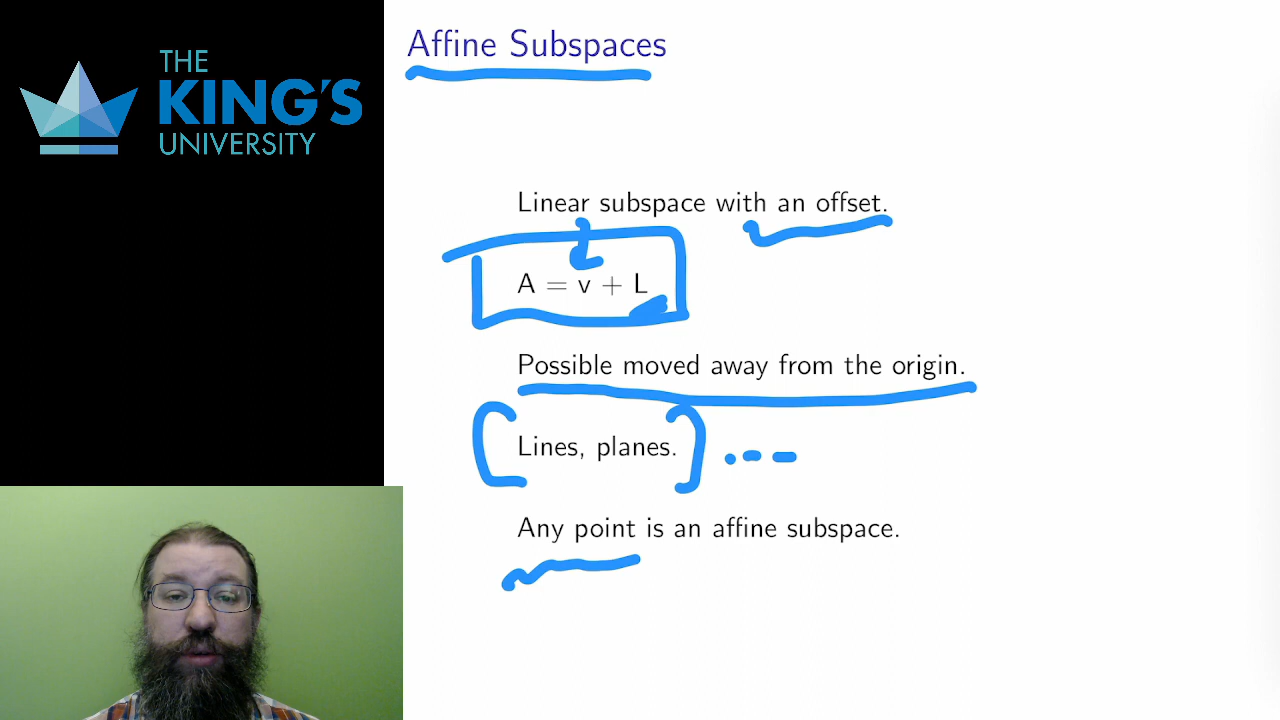 THE
KING'S
UNIVERSITY
Affine Subspaces
Linear subspace with an offset.
A = v + L
Possible moved away from the origin.
Lines, planes.
Any point is an affine subspace.